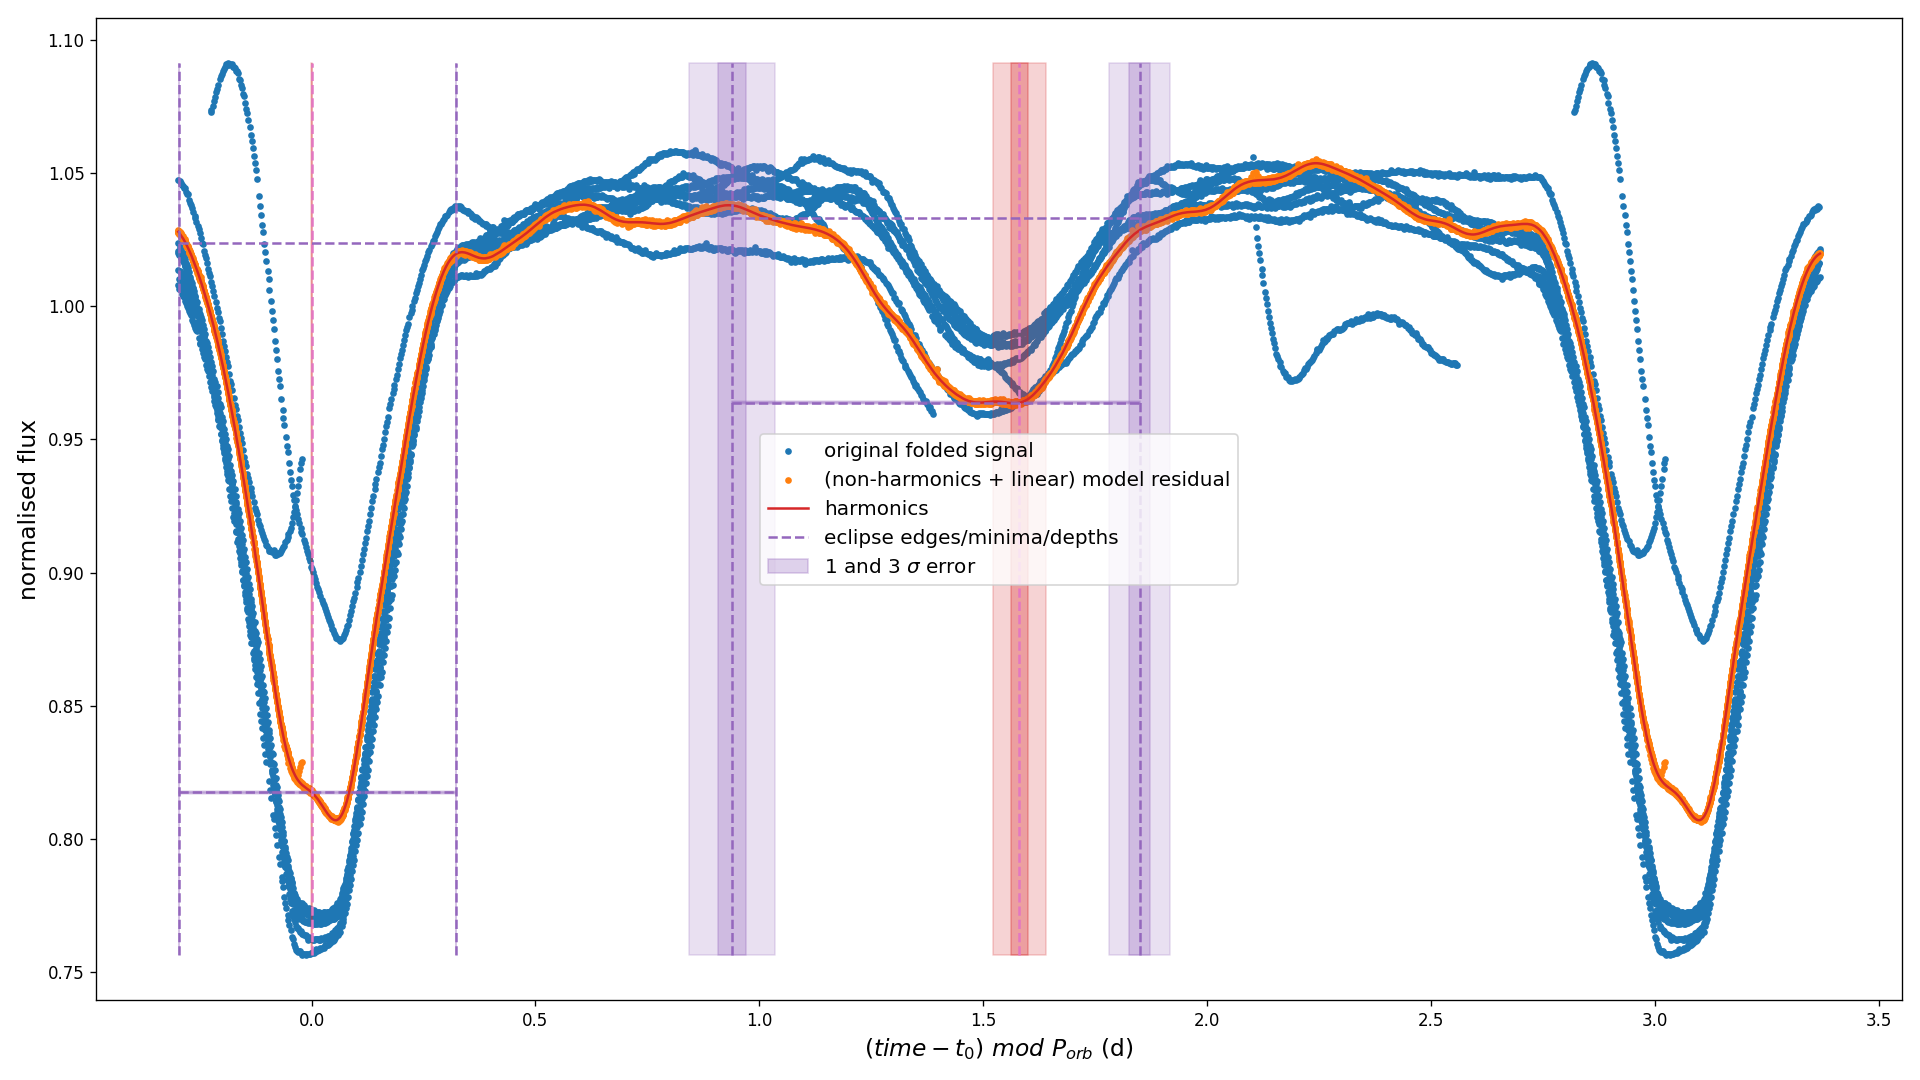 1.10
1.05
1.00
0.95
0.90
0.85
0.80
0.75
normalised flux
original folded signal
(non-harmonics + linear) model residual
harmonics
eclipse edges/minima/depths
1 and 3 σ error
0.0 0.5 1.0 1.5 2.0 2.5 3.0 3.5
(time − t₀) mod P_orb (d)